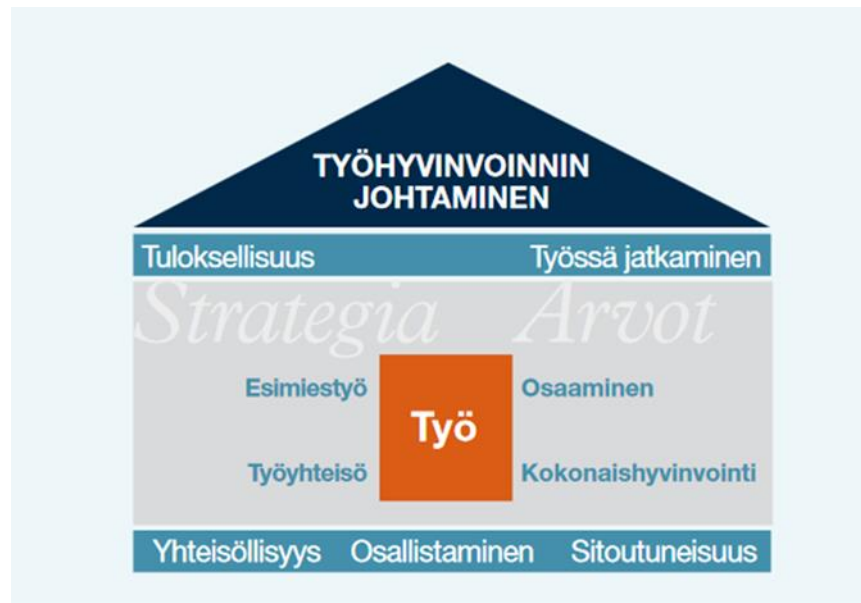 TYÖHYVINVOINNIN
JOHTAMINEN
Tuloksellisuus Työssä jatkaminen
Strategia Arvot
Esimiestyö Osaaminen
Työ
Työyhteisö Kokonaishyvinvointi
Yhteisöllisyys Osallistaminen Sitoutuneisuus